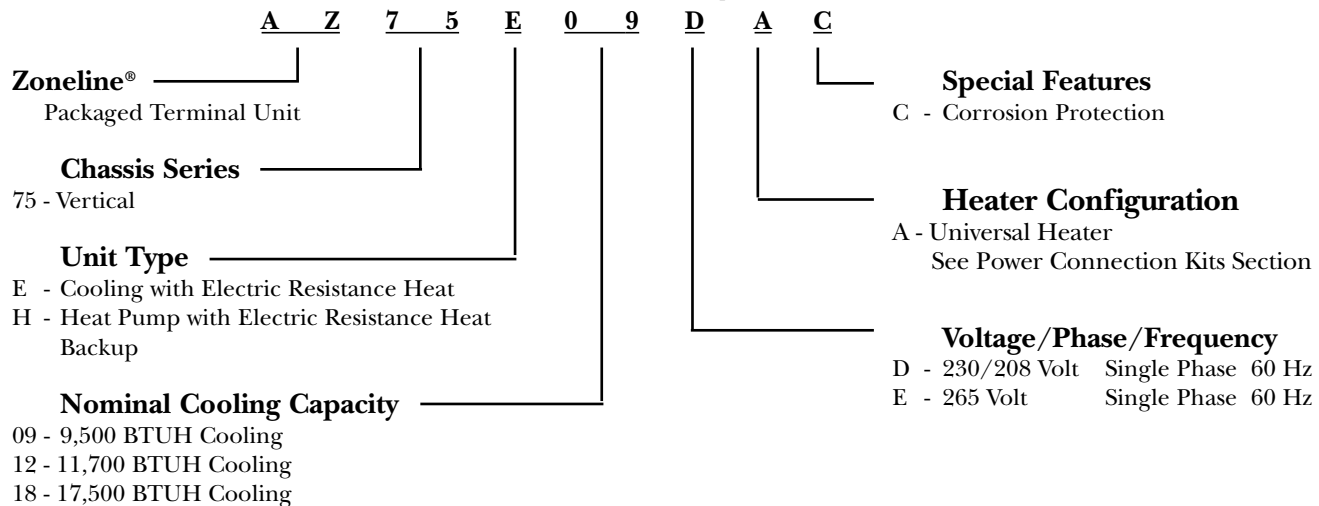 A Z 7 5 E 0 9 D A C
Zoneline®
Packaged Terminal Unit
Chassis Series
75 - Vertical
Unit Type
E - Cooling with Electric Resistance Heat
H - Heat Pump with Electric Resistance Heat
Backup
Nominal Cooling Capacity
09 - 9,500 BTUH Cooling
12 - 11,700 BTUH Cooling
18 - 17,500 BTUH Cooling
Special Features
C - Corrosion Protection
Heater Configuration
A - Universal Heater
See Power Connection Kits Section
Voltage/Phase/Frequency
D - 230/208 Volt Single Phase 60 Hz
E - 265 Volt Single Phase 60 Hz